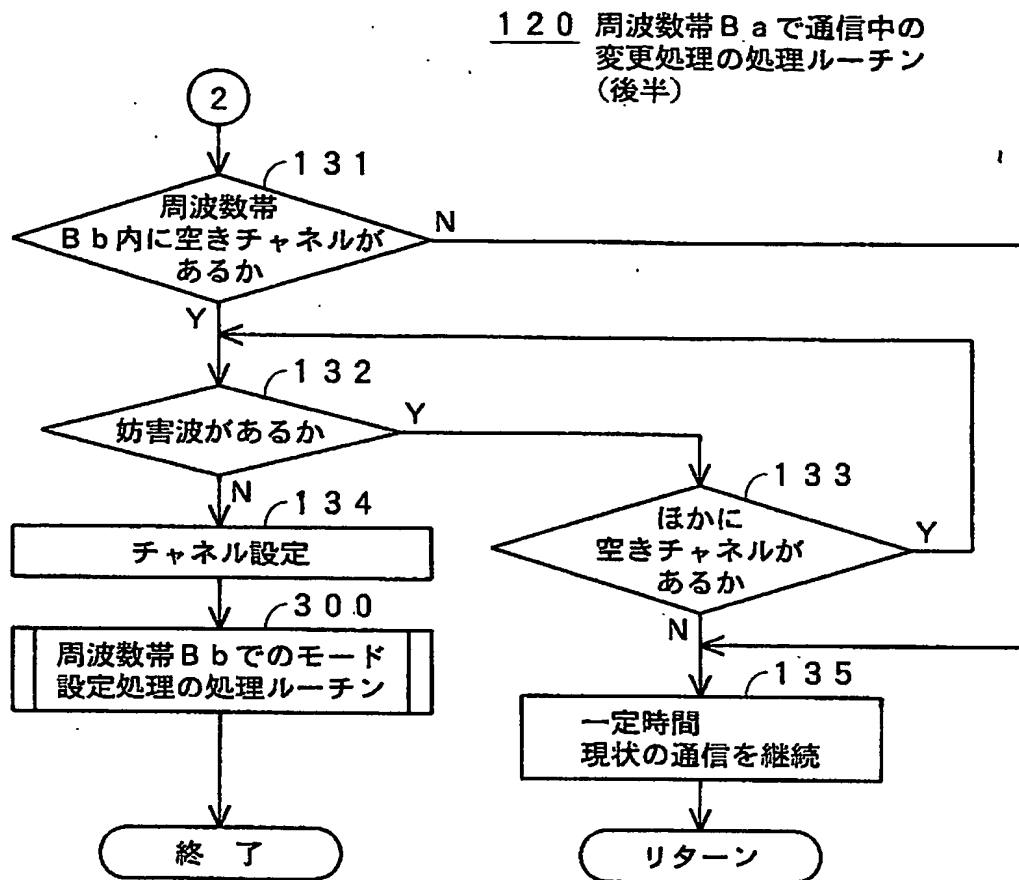 120 周波数帯Baで通信中の
変更処理の処理ルーチン
(後半)
2
131
周波数帯
Bb内に空きチャネルが
あるか
N
Y
132
妨害波があるか
Y
N
133
ほかに
空きチャネルが
あるか
Y
N
134
チャネル設定
300
周波数帯Bbでのモード
設定処理の処理ルーチン
135
一定時間
現状の通信を継続
終 了
リターン